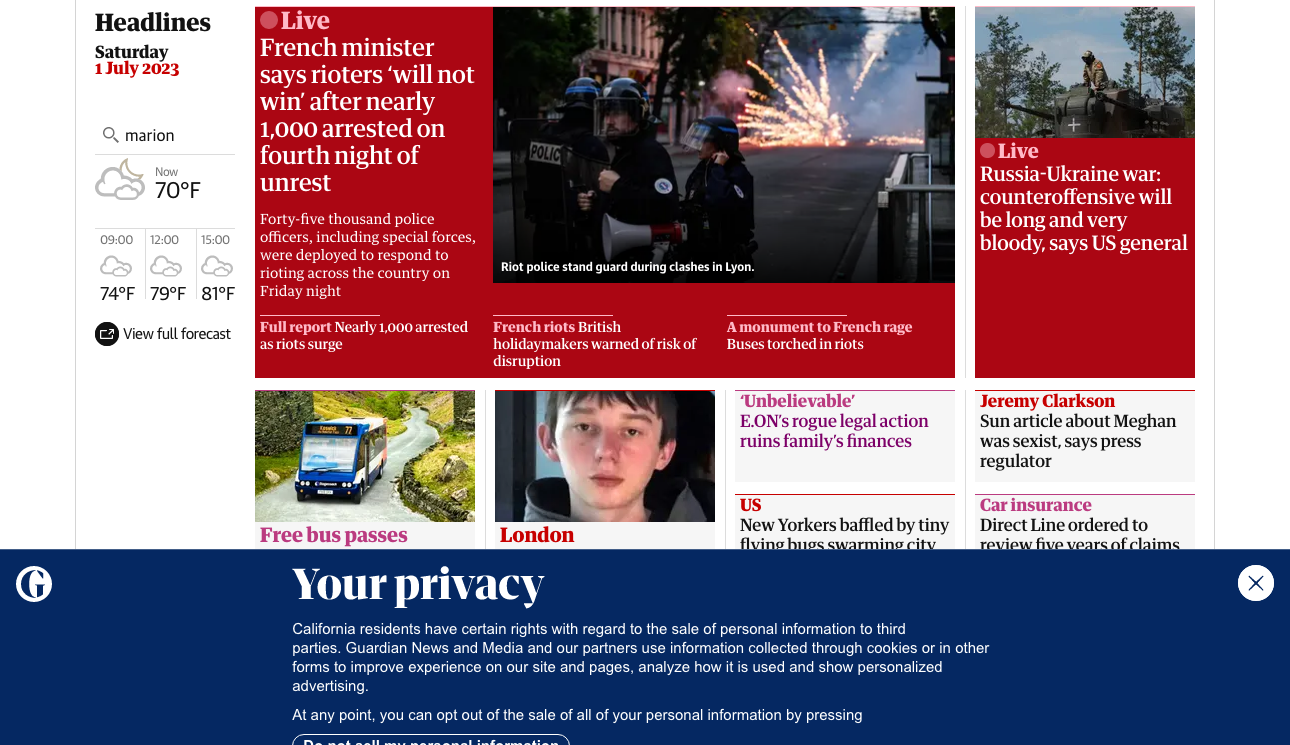 Headlines
Saturday
1 July 2023
marion
Now
70°F
09:00
12:00
15:00
74°F
79°F
81°F
View full forecast
Live
French minister
says rioters ‘will not
win’ after nearly
1,000 arrested on
fourth night of
unrest
Forty-five thousand police
officers, including special forces,
were deployed to respond to
rioting across the country on
Friday night
POLICE
Riot police stand guard during clashes in Lyon.
Full report Nearly 1,000 arrested
as riots surge
French riots British
holidaymakers warned of risk of
disruption
A monument to French rage
Buses torched in riots
Live
Russia-Ukraine war:
counteroffensive will
be long and very
bloody, says US general
77
Free bus passes
London
‘Unbelievable’
E.ON’s rogue legal action
ruins family’s finances
US
New Yorkers baffled by tiny
flying bugs swarming city
Jeremy Clarkson
Sun article about Meghan
was sexist, says press
regulator
Car insurance
Direct Line ordered to
review five years of claims
G
Your privacy
California residents have certain rights with regard to the sale of personal information to third
parties. Guardian News and Media and our partners use information collected through cookies or in other
forms to improve experience on our site and pages, analyze how it is used and show personalized
advertising.
At any point, you can opt out of the sale of all of your personal information by pressing
Do not sell my personal information